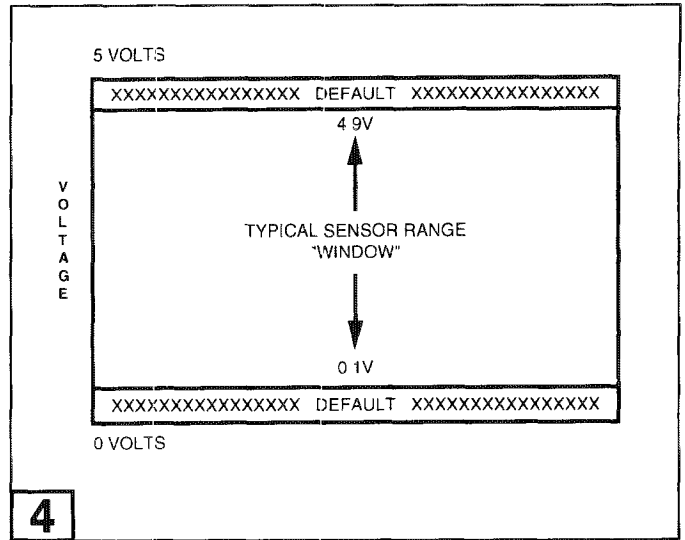 5 VOLTS
XXXXXXXXXXXXXXXX DEFAULT XXXXXXXXXXXXXXXX
4 9V
VOLTAGE
TYPICAL SENSOR RANGE
"WINDOW"
0 1V
XXXXXXXXXXXXXXXX DEFAULT XXXXXXXXXXXXXXXX
0 VOLTS
4